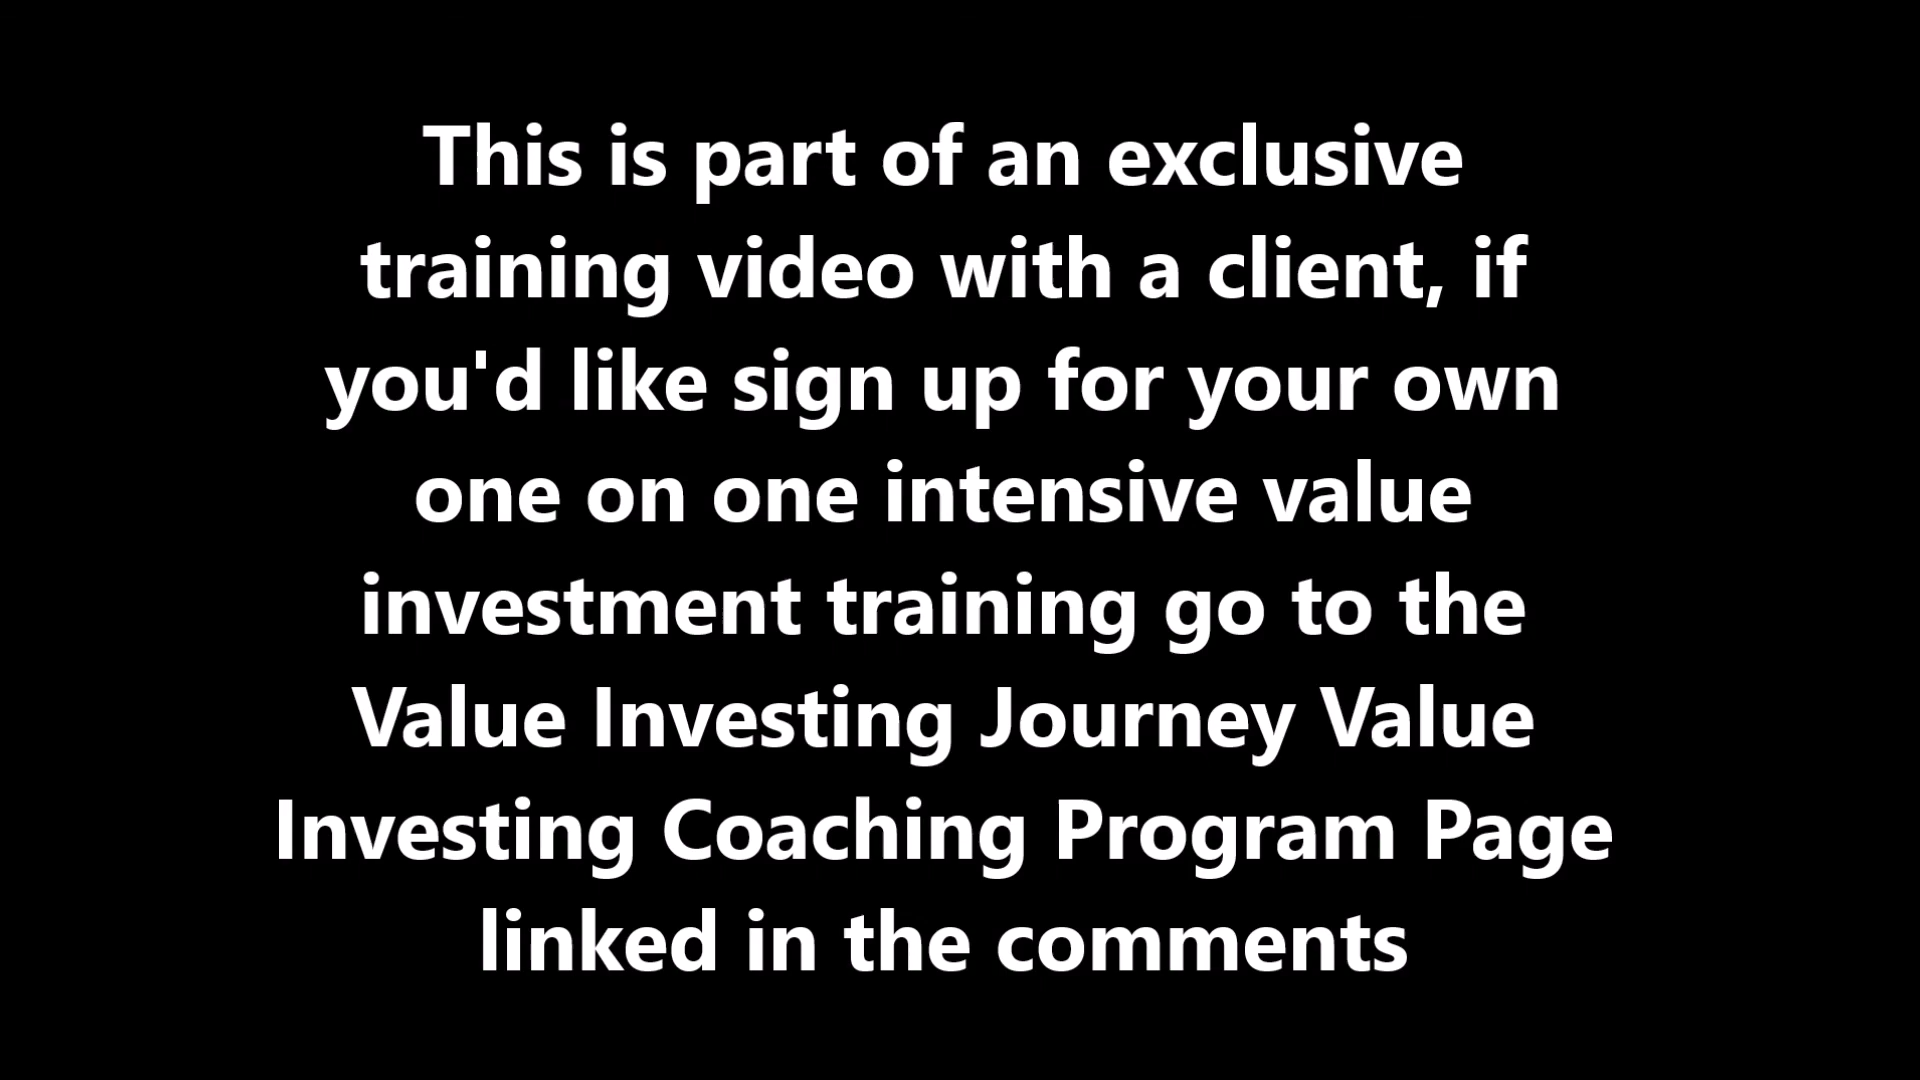 This is part of an exclusive
training video with a client, if
you'd like sign up for your own
one on one intensive value
investment training go to the
Value Investing Journey Value
Investing Coaching Program Page
linked in the comments